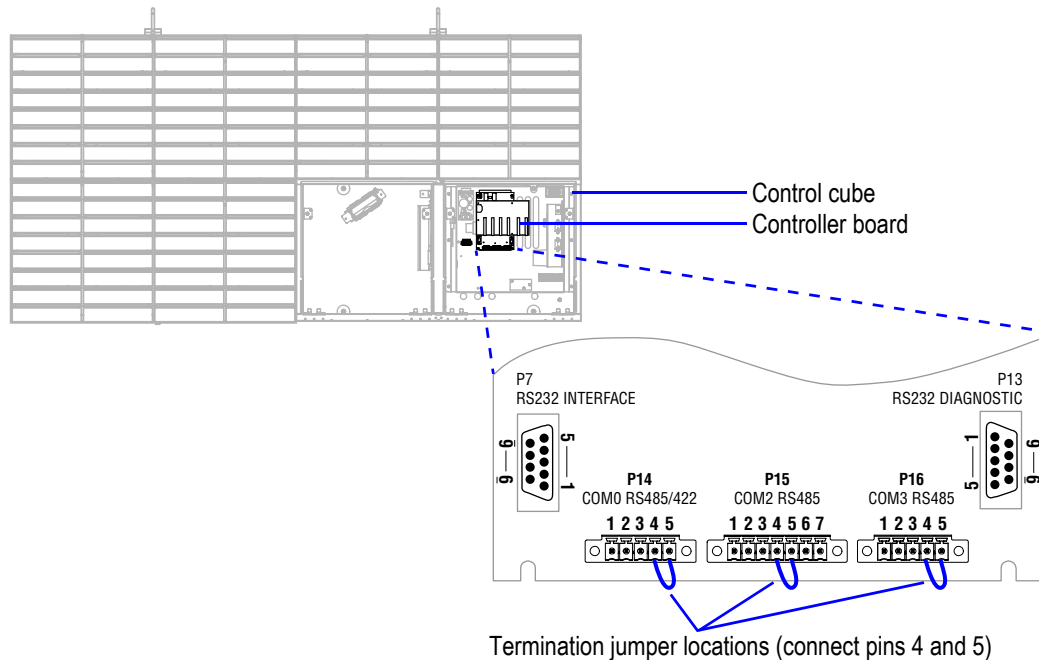 Control cube
Controller board
P7
RS232 INTERFACE
P13
RS232 DIAGNOSTIC
9 — 6
5 — 1
1 — 5
6 — 9
P14
COM0 RS485/422
1 2 3 4 5
P15
COM2 RS485
1 2 3 4 5 6 7
P16
COM3 RS485
1 2 3 4 5
Termination jumper locations (connect pins 4 and 5)